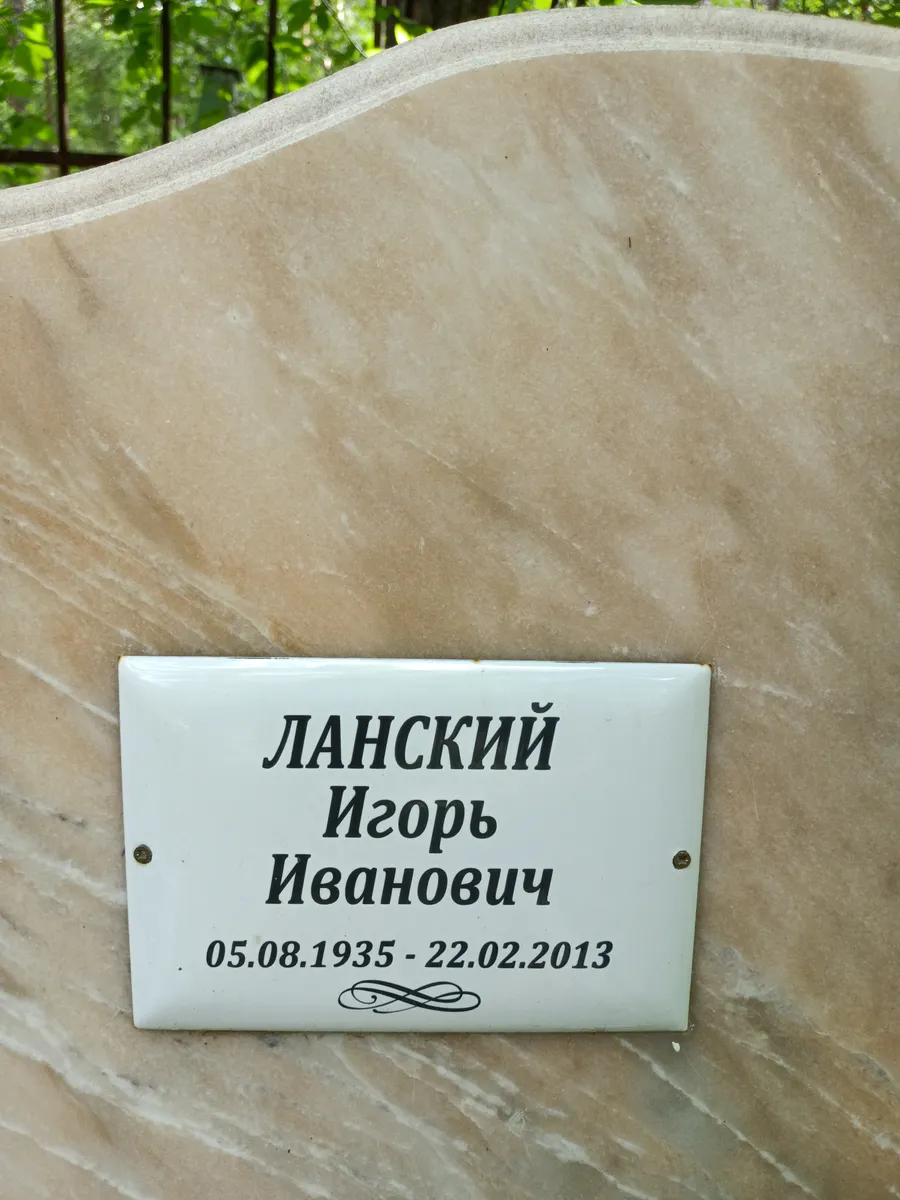 ЛАНСКИЙ
Игорь
Иванович
05.08.1935 - 22.02.2013